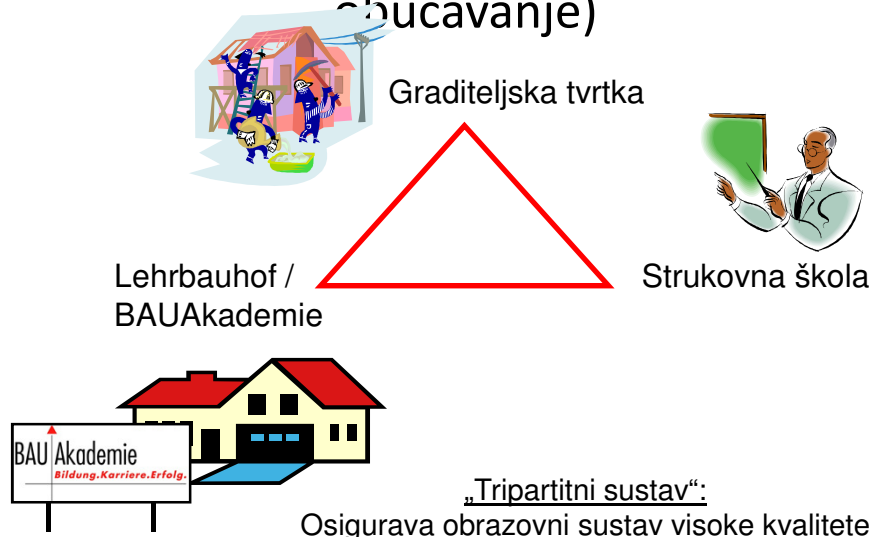 obučavanje)
Graditeljska tvrtka
Lehrbauhof /
BAUAkademie
Strukovna škola
BAU Akademie
Bildung.Karriere.Erfolg.
„Tripartitni sustav“:
Osigurava obrazovni sustav visoke kvalitete